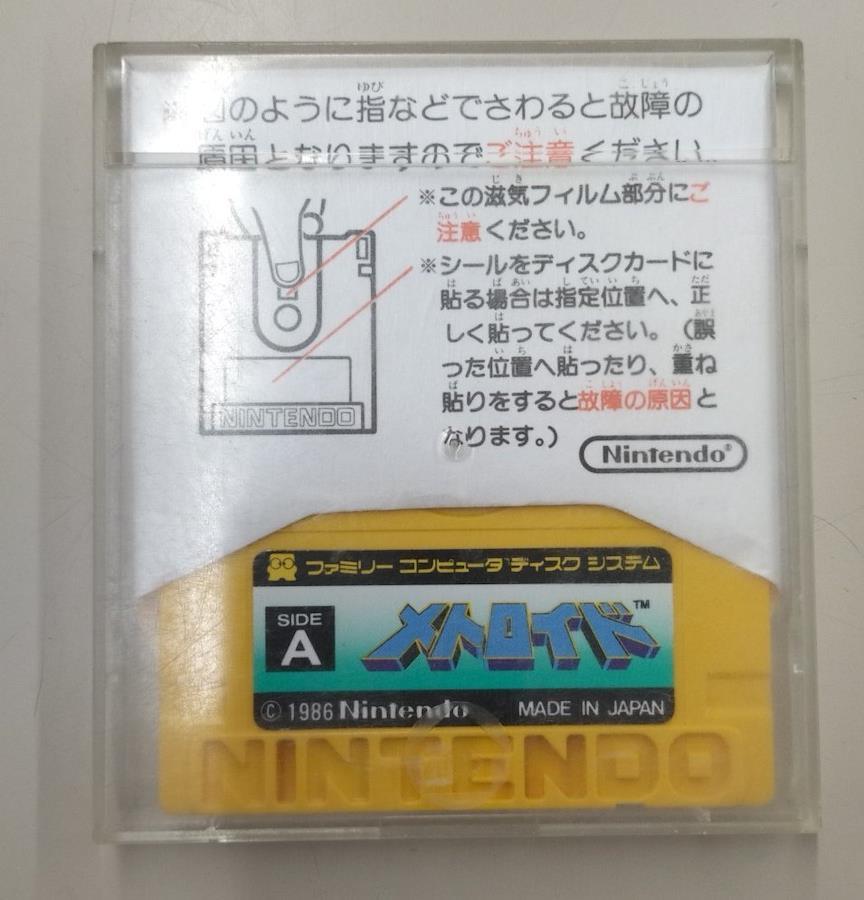 ※図のように指などでさわると故障の
原因となりますのでご注意ください。
※この滋気フィルム部分にご
注意ください。
※シールをディスクカードに
貼る場合は指定位置へ、正
しく貼ってください。（誤
った位置へ貼ったり、重ね
貼りをすると故障の原因と
なります。）
NINTENDO
Nintendo®
ファミリー コンピュータ ディスク システム
SIDE
A
メトロイド™
© 1986 Nintendo MADE IN JAPAN
NINTENDO